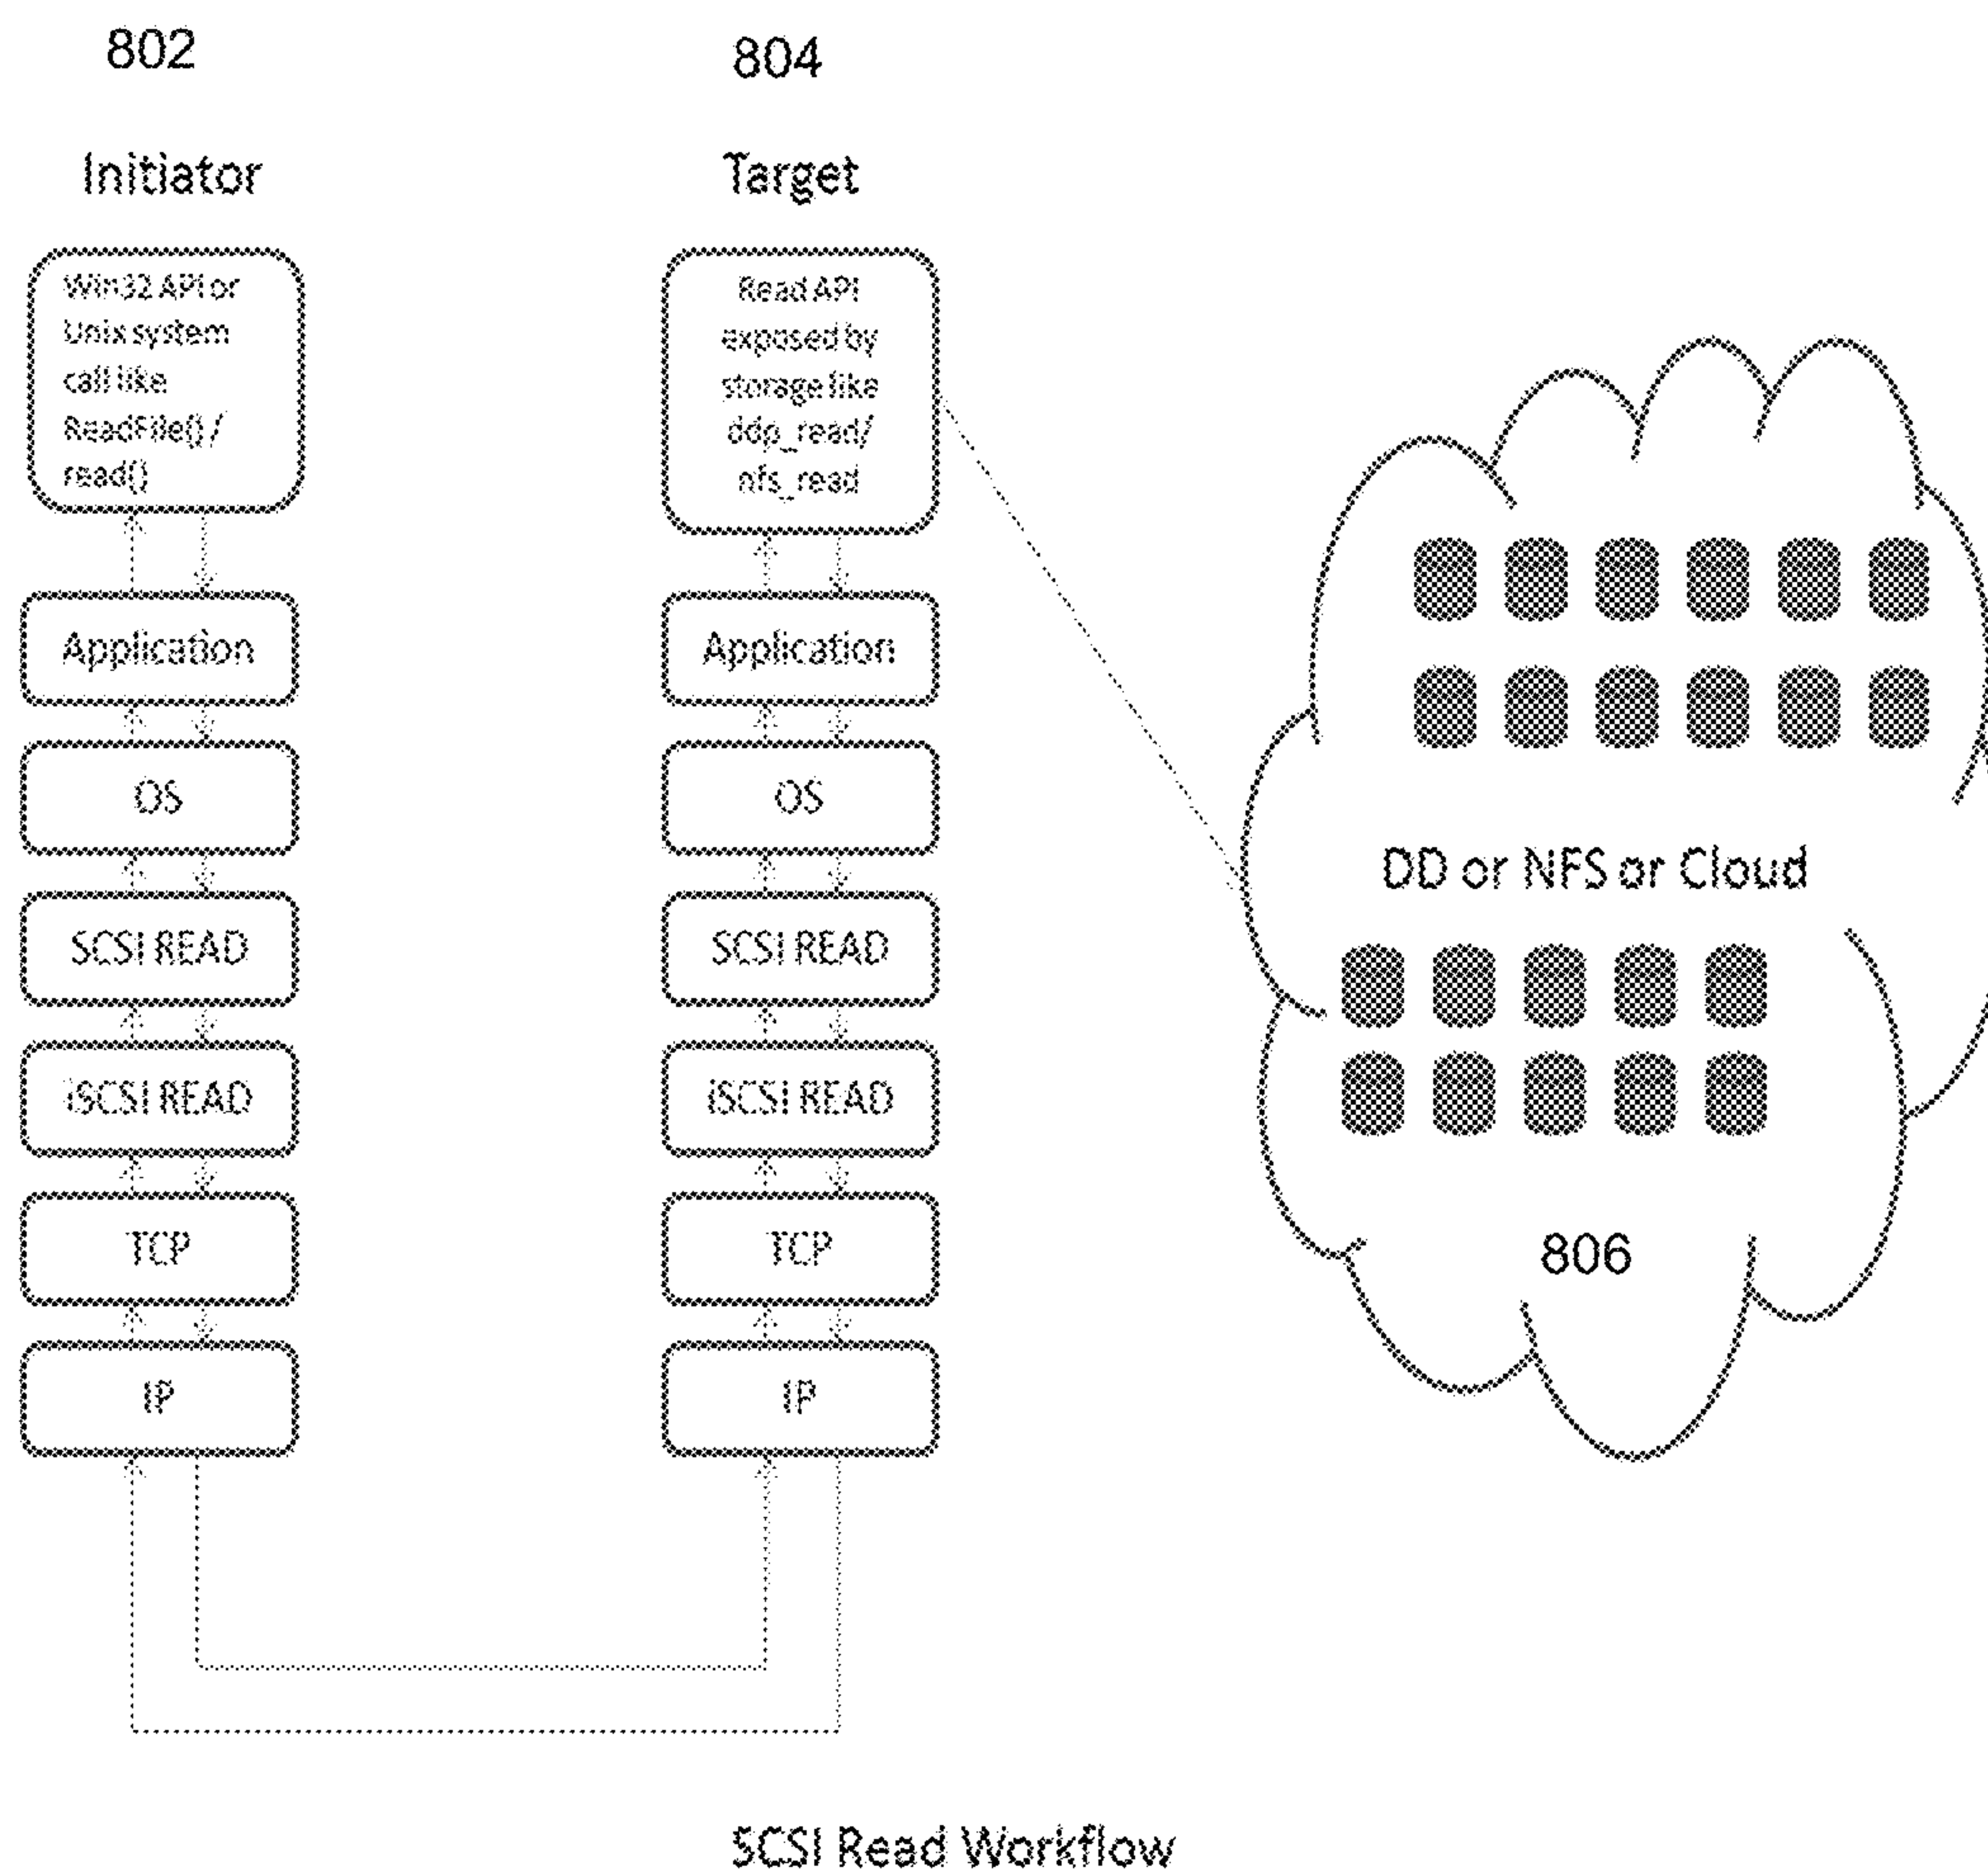 802
Initiator
Win32 API or
Unix system
call like
ReadFile() /
read()
Application
OS
SCSI READ
iSCSI READ
TCP
IP
804
Target
Read API
exposed by
storage like
ddp_read/
nfs_read
Application
OS
SCSI READ
iSCSI READ
TCP
IP
DD or NFS or Cloud
806
SCSI Read Workflow